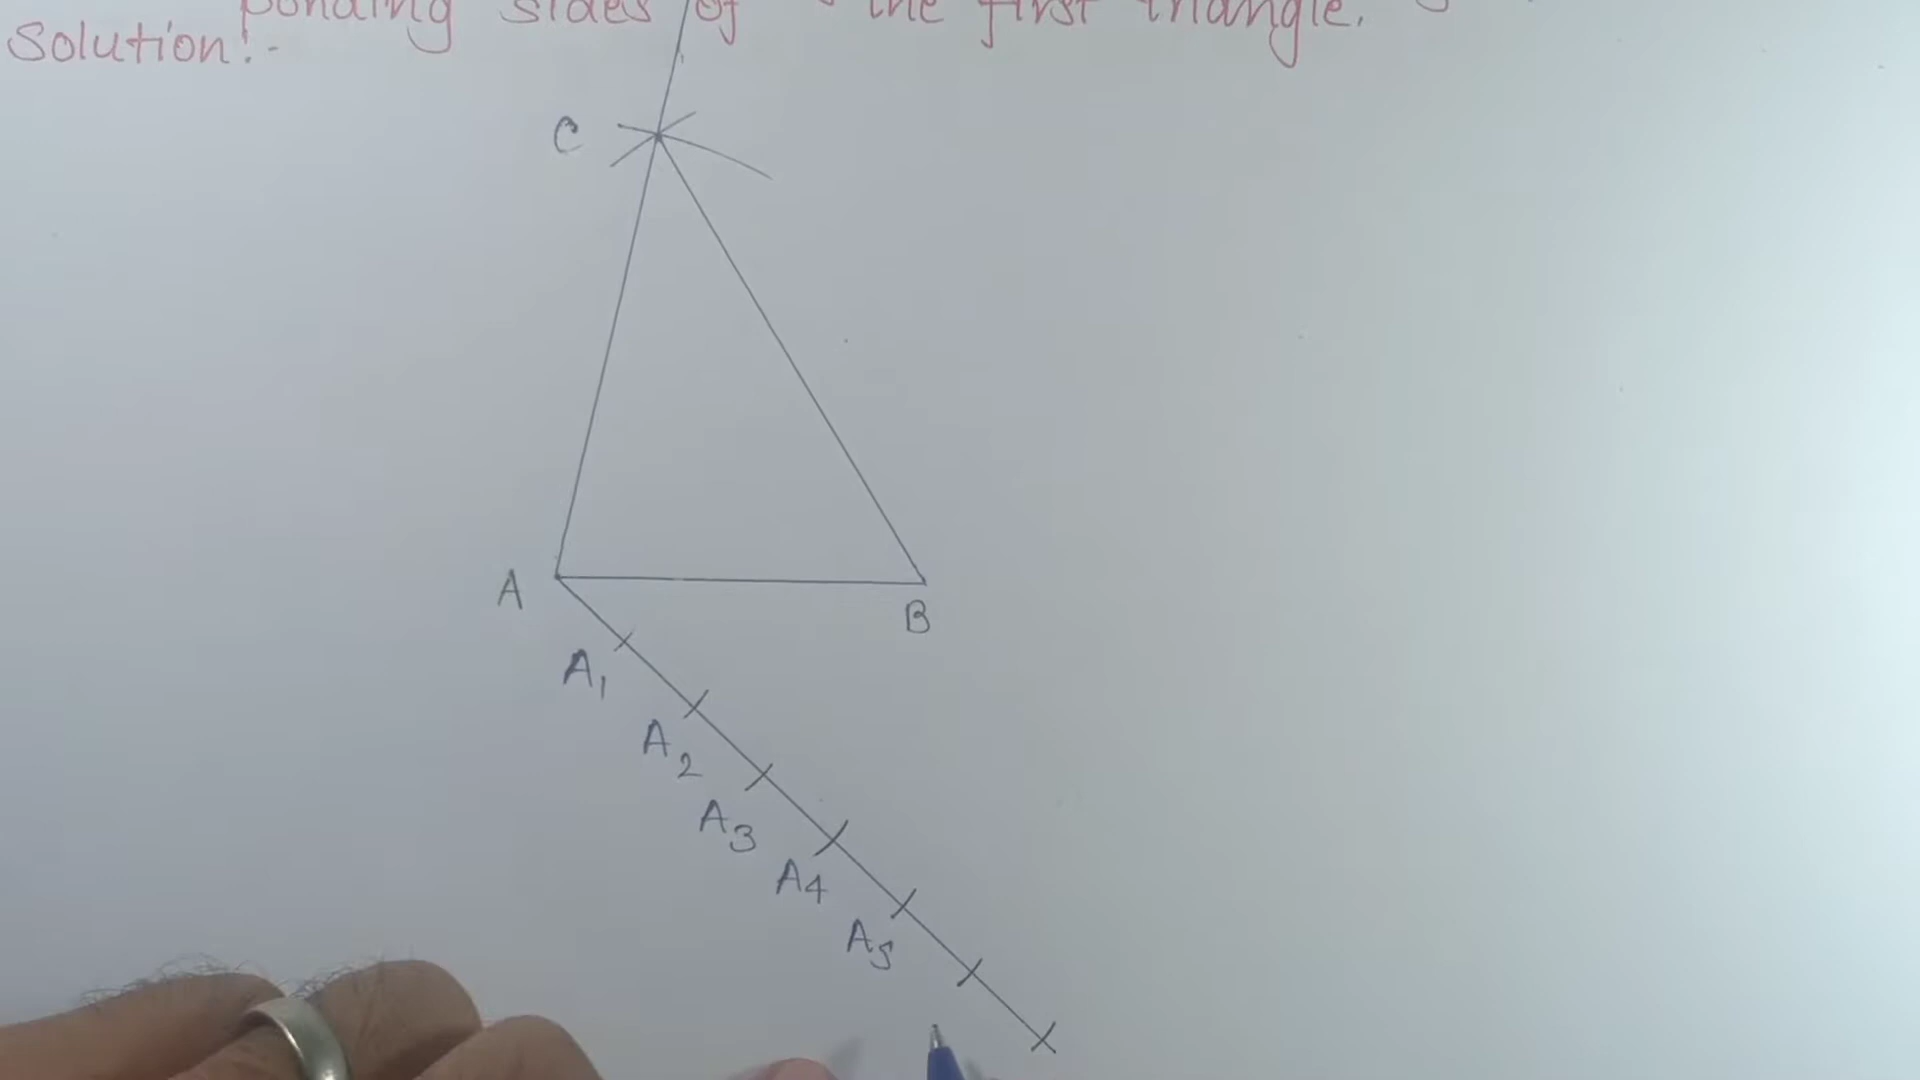 ponding sides of the first triangle.
Solution:-
C
A
B
A1
A2
A3
A4
A5